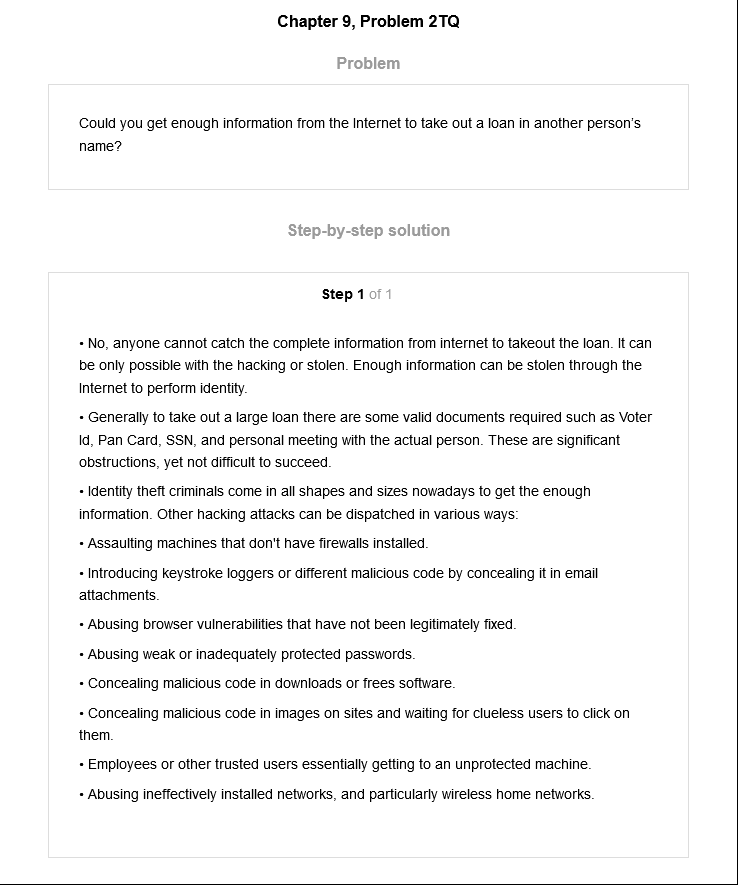 Chapter 9, Problem 2TQ
Problem
Could you get enough information from the Internet to take out a loan in another person's
name?
Step-by-step solution
Step 1 of 1
• No, anyone cannot catch the complete information from internet to takeout the loan. It can
be only possible with the hacking or stolen. Enough information can be stolen through the
Internet to perform identity.
• Generally to take out a large loan there are some valid documents required such as Voter
Id, Pan Card, SSN, and personal meeting with the actual person. These are significant
obstructions, yet not difficult to succeed.
• Identity theft criminals come in all shapes and sizes nowadays to get the enough
information. Other hacking attacks can be dispatched in various ways:
• Assaulting machines that don't have firewalls installed.
• Introducing keystroke loggers or different malicious code by concealing it in email
attachments.
• Abusing browser vulnerabilities that have not been legitimately fixed.
• Abusing weak or inadequately protected passwords.
• Concealing malicious code in downloads or frees software.
• Concealing malicious code in images on sites and waiting for clueless users to click on
them.
• Employees or other trusted users essentially getting to an unprotected machine.
• Abusing ineffectively installed networks, and particularly wireless home networks.